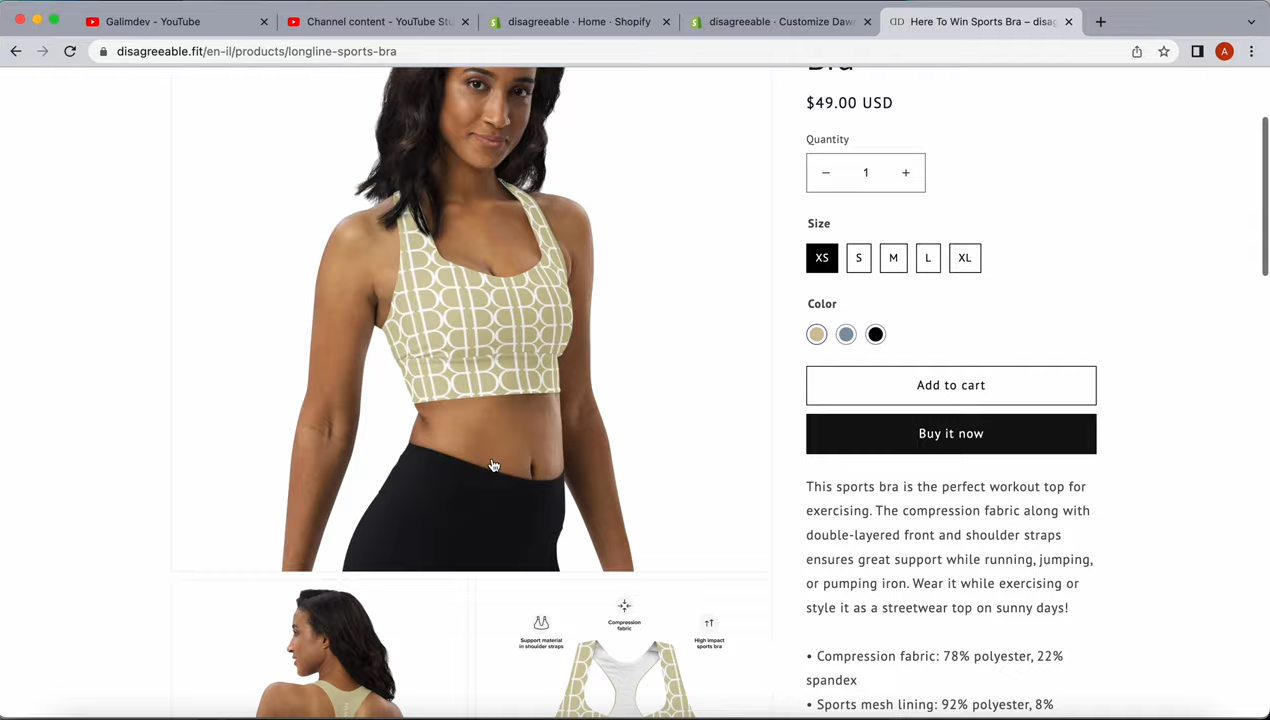 Galimdev - YouTube
Channel content - YouTube Stu
disagreeable · Home · Shopify
disagreeable · Customize Daw
Here To Win Sports Bra – disag
disagreeable.fit/en-il/products/longline-sports-bra
A
Bra
$49.00 USD
Quantity
− 1 +
Size
XS S M L XL
Color
Add to cart
Buy it now
This sports bra is the perfect workout top for
exercising. The compression fabric along with
double-layered front and shoulder straps
ensures great support while running, jumping,
or pumping iron. Wear it while exercising or
style it as a streetwear top on sunny days!
• Compression fabric: 78% polyester, 22%
spandex
• Sports mesh lining: 92% polyester, 8%
Support material
in shoulder straps
Compression
fabric
High impact
sports bra